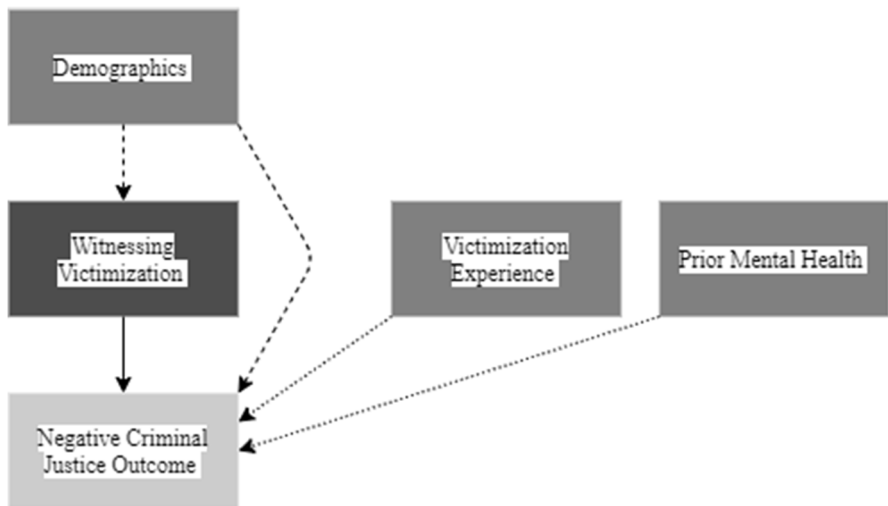 Demographics
Witnessing
Victimization
Victimization
Experience
Prior Mental Health
Negative Criminal
Justice Outcome